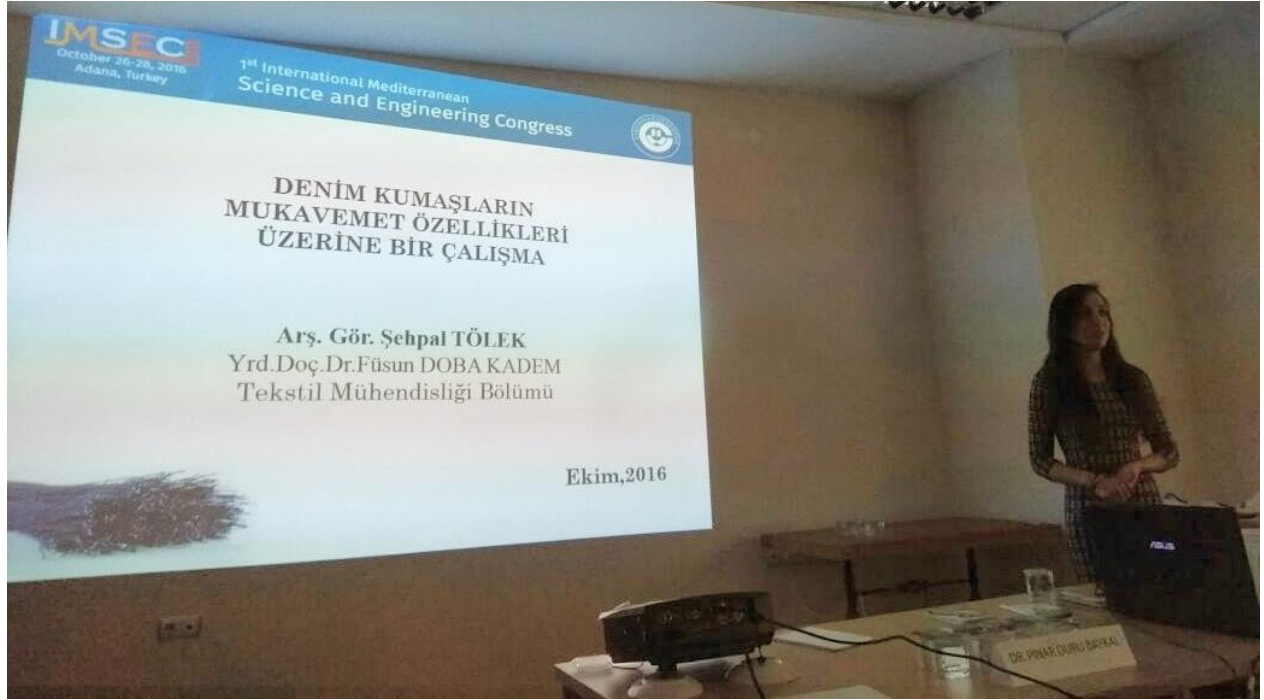 IMSEC
October 26-28, 2016
Adana, Turkey
1st International Mediterranean
Science and Engineering Congress
DENİM KUMAŞLARIN
MUKAVEMET ÖZELLİKLERİ
ÜZERİNE BİR ÇALIŞMA
Arş. Gör. Şehpal TÖLEK
Yrd.Doç.Dr.Füsun DOBA KADEM
Tekstil Mühendisliği Bölümü
Ekim,2016
ASUS
DR. PINAR DURU BAYKAL